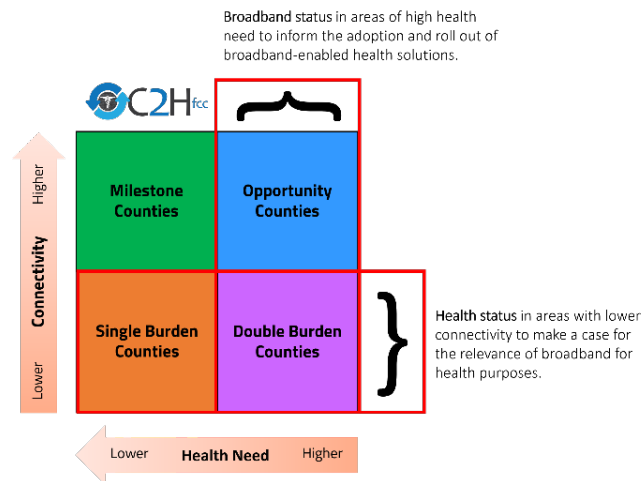 Broadband status in areas of high health
need to inform the adoption and roll out of
broadband-enabled health solutions.
C2Hfcc
Higher
Connectivity
Lower
Milestone
Counties
Opportunity
Counties
Single Burden
Counties
Double Burden
Counties
Health status in areas with lower
connectivity to make a case for
the relevance of broadband for
health purposes.
Lower Health Need Higher